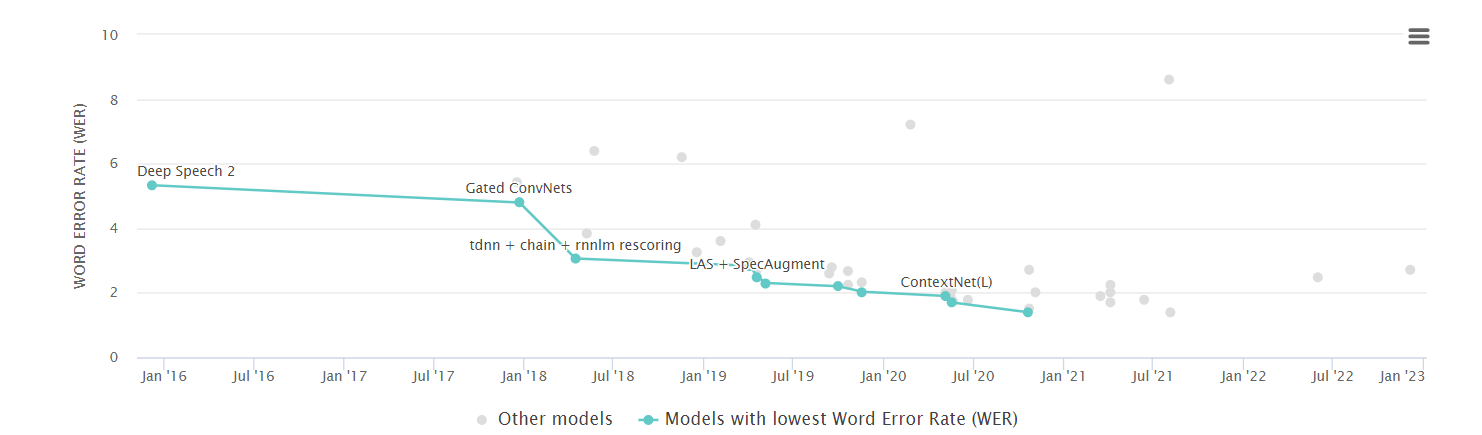 10
8
6
4
2
0
WORD ERROR RATE (WER)
Deep Speech 2
Gated ConvNets
tdnn + chain + rnnlm rescoring
LAS + SpecAugment
ContextNet(L)
Jan '16 Jul '16 Jan '17 Jul '17 Jan '18 Jul '18 Jan '19 Jul '19 Jan '20 Jul '20 Jan '21 Jul '21 Jan '22 Jul '22 Jan '23
Other models Models with lowest Word Error Rate (WER)